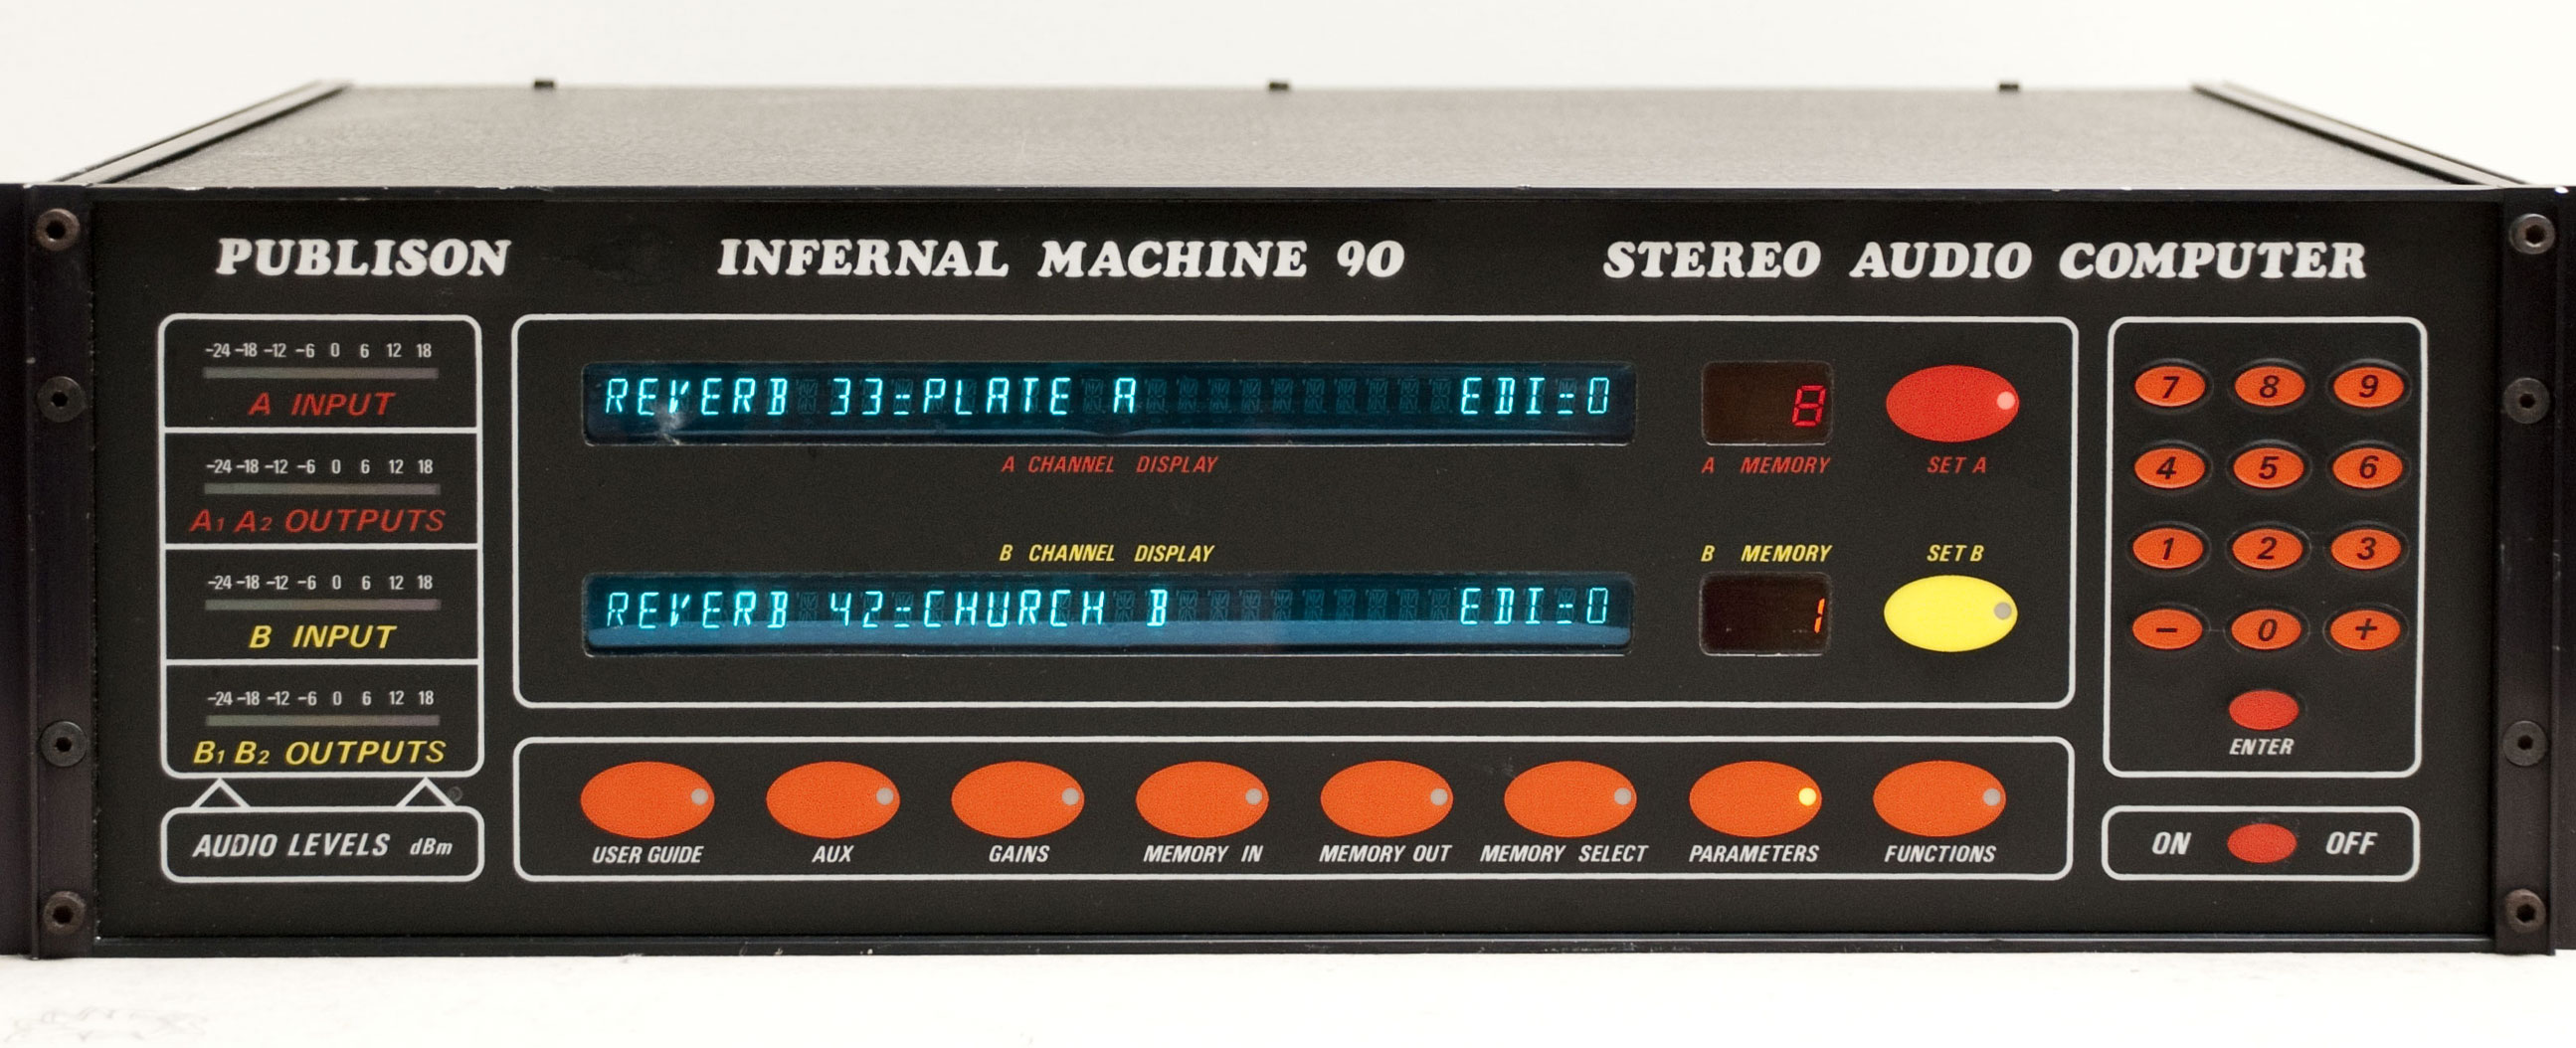 PUBLISON INFERNAL MACHINE 90 STEREO AUDIO COMPUTER
-24 -18 -12 -6 0 6 12 18
A INPUT
-24 -18 -12 -6 0 6 12 18
A1 A2 OUTPUTS
-24 -18 -12 -6 0 6 12 18
B INPUT
-24 -18 -12 -6 0 6 12 18
B1 B2 OUTPUTS
AUDIO LEVELS dBm
REVERB 33=PLATE A EDI=0
8
A CHANNEL DISPLAY
A MEMORY
SET A
B CHANNEL DISPLAY
B MEMORY
SET B
REVERB 42=CHURCH B EDI=0
1
USER GUIDE
AUX
GAINS
MEMORY IN
MEMORY OUT
MEMORY SELECT
PARAMETERS
FUNCTIONS
7 8 9
4 5 6
1 2 3
- 0 +
ENTER
ON OFF